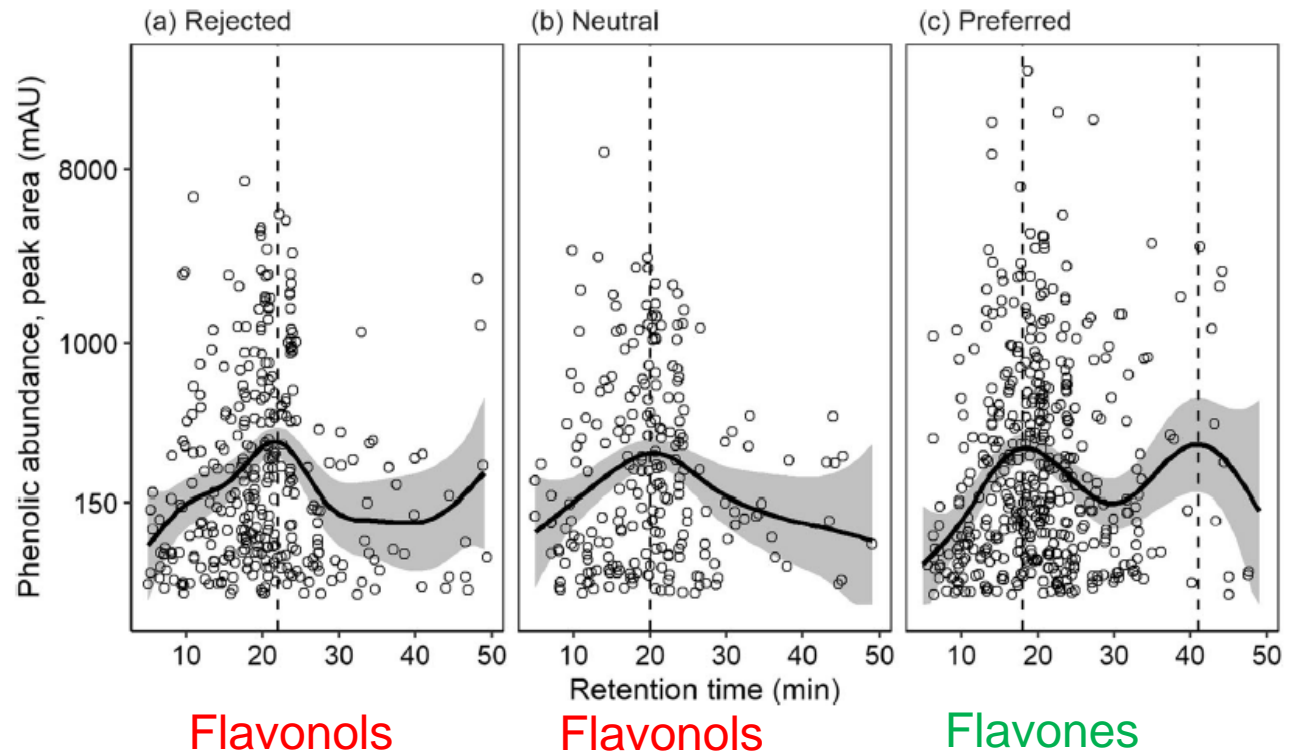 (a) Rejected
(b) Neutral
(c) Preferred
Phenolic abundance, peak area (mAU)
8000
1000
150
10 20 30 40 50
10 20 30 40 50
10 20 30 40 50
Retention time (min)
Flavonols
Flavonols
Flavones